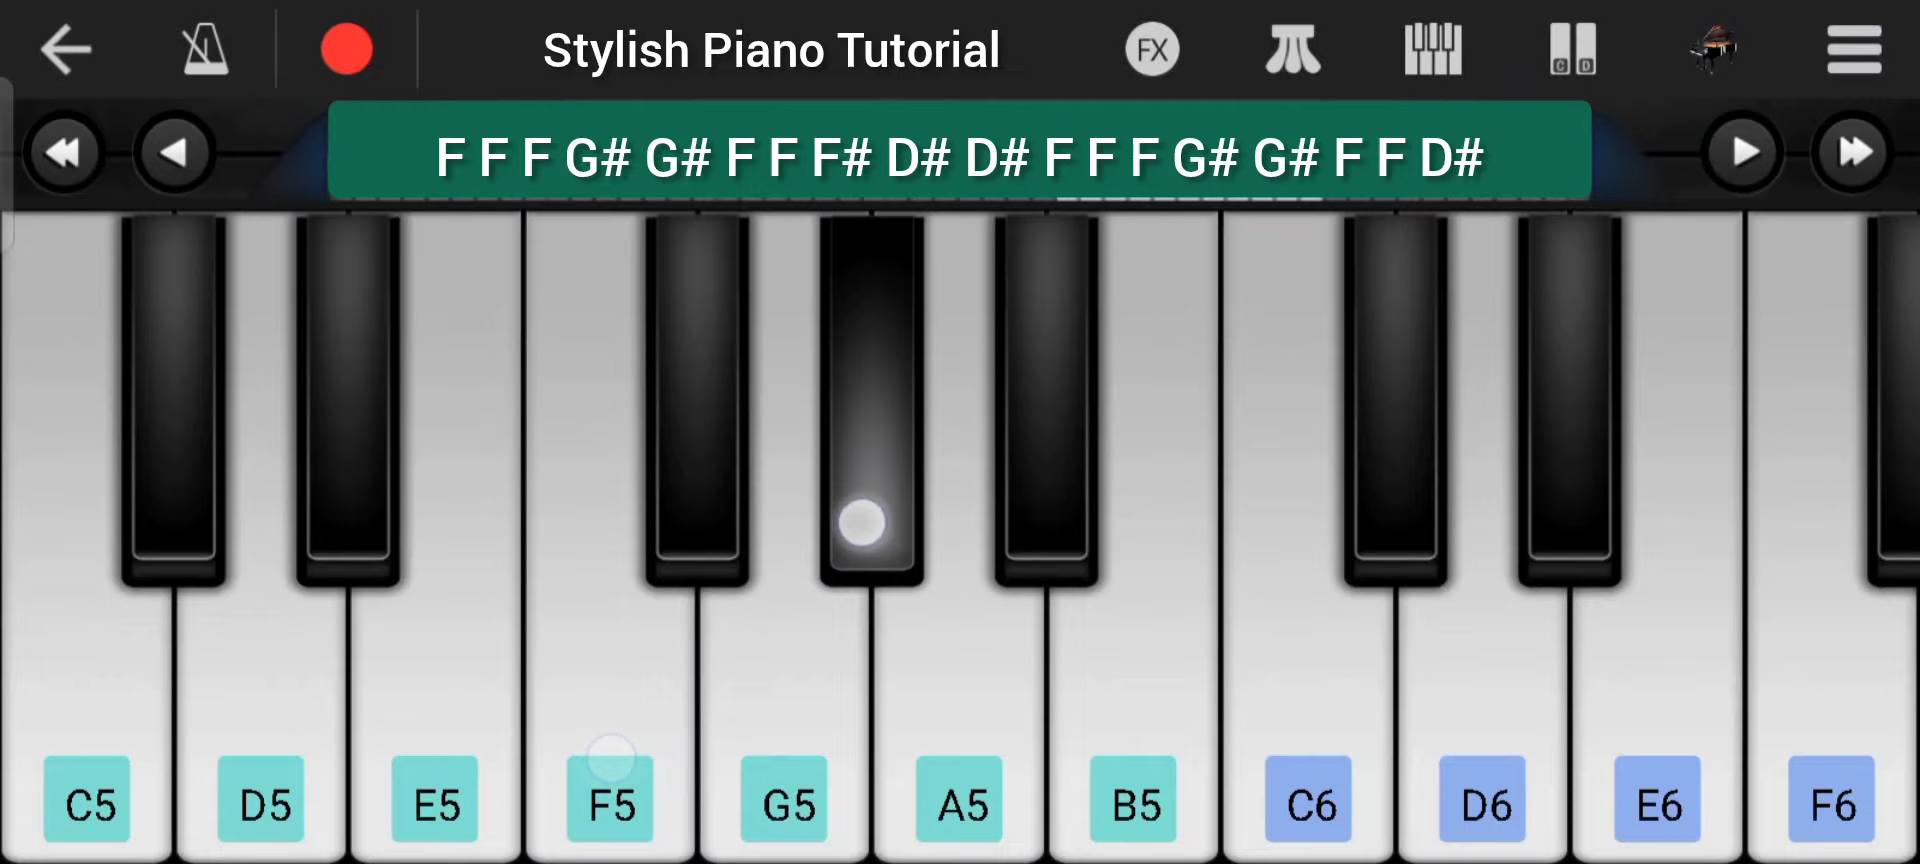 Stylish Piano Tutorial
FX
C D
F F F G# G# F F F# D# D# F F F G# G# F F D#
C5 D5 E5 F5 G5 A5 B5 C6 D6 E6 F6